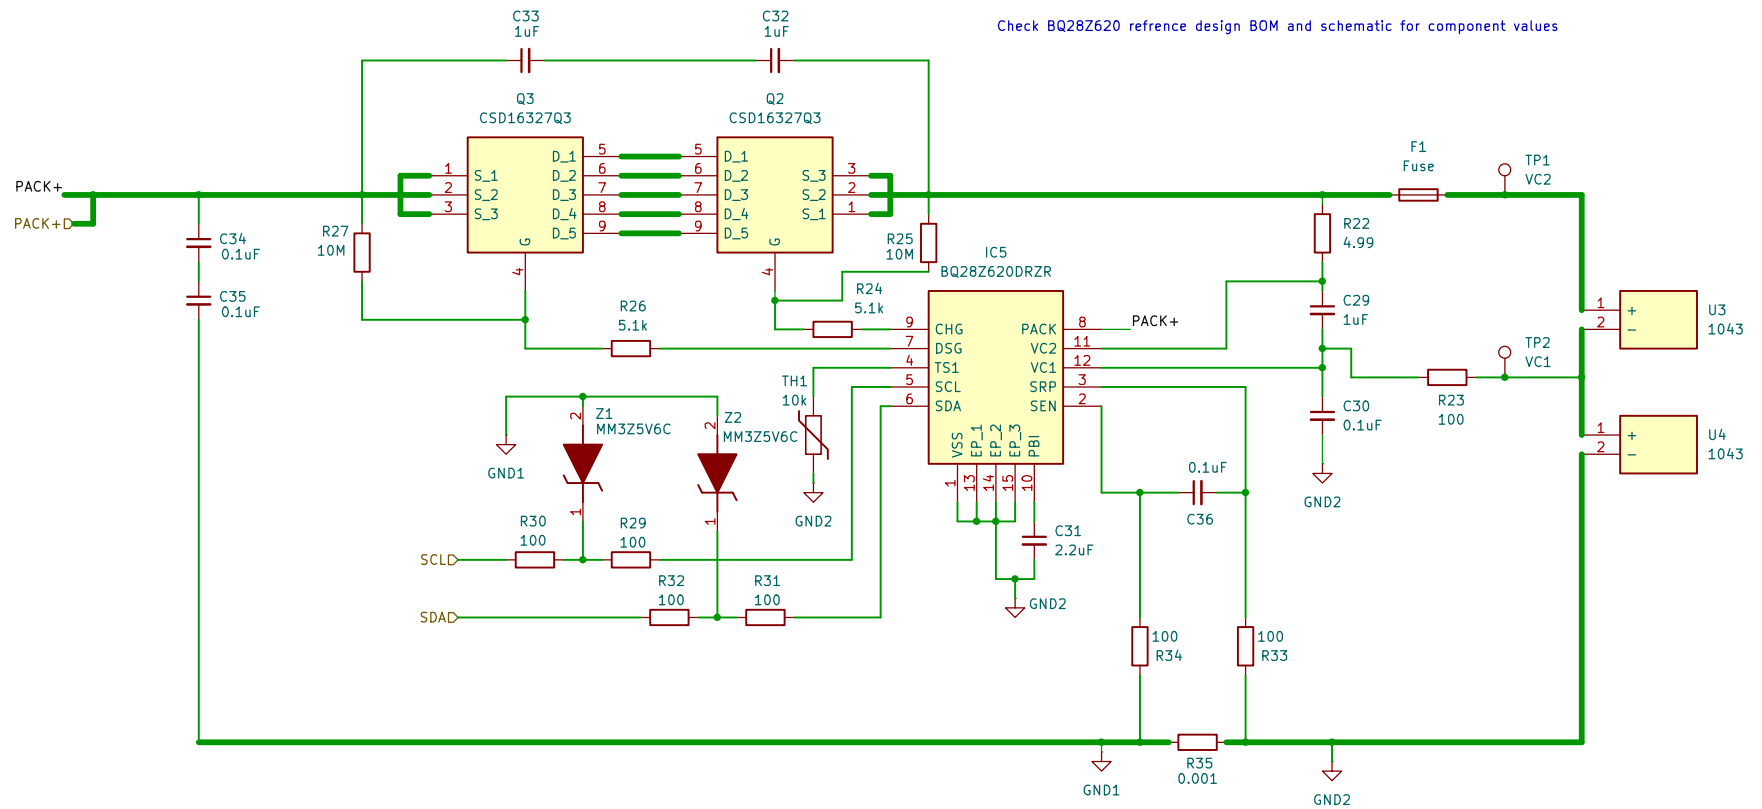 Check BQ28Z620 refrence design BOM and schematic for component values
C33
1uF
C32
1uF
Q3
CSD16327Q3
Q2
CSD16327Q3
1 S_1
2 S_2
3 S_3
D_1 5
D_2 6
D_3 7
D_4 8
D_5 9
G
4
5 D_1
6 D_2
7 D_3
8 D_4
9 D_5
S_3 3
S_2 2
S_1 1
G
4
PACK+
PACK+
C34
0.1uF
C35
0.1uF
R27
10M
R25
10M
R26
5.1k
R24
5.1k
F1
Fuse
TP1
VC2
R22
4.99
C29
1uF
C30
0.1uF
GND2
TP2
VC1
R23
100
U3
1043
1 +
2 −
U4
1043
1 +
2 −
IC5
BQ28Z620DRZR
9 CHG
7 DSG
4 TS1
5 SCL
6 SDA
PACK 8
VC2 11
VC1 12
SRP 3
SEN 2
VSS 1
EP_1 13
EP_2 14
EP_3 15
PBI 10
PACK+
TH1
10k
GND2
Z1
MM3Z5V6C
2
1
Z2
MM3Z5V6C
2
1
GND1
SCL
R30
100
R29
100
SDA
R32
100
R31
100
C31
2.2uF
GND2
0.1uF
C36
100
R34
100
R33
R35
0.001
GND1
GND2